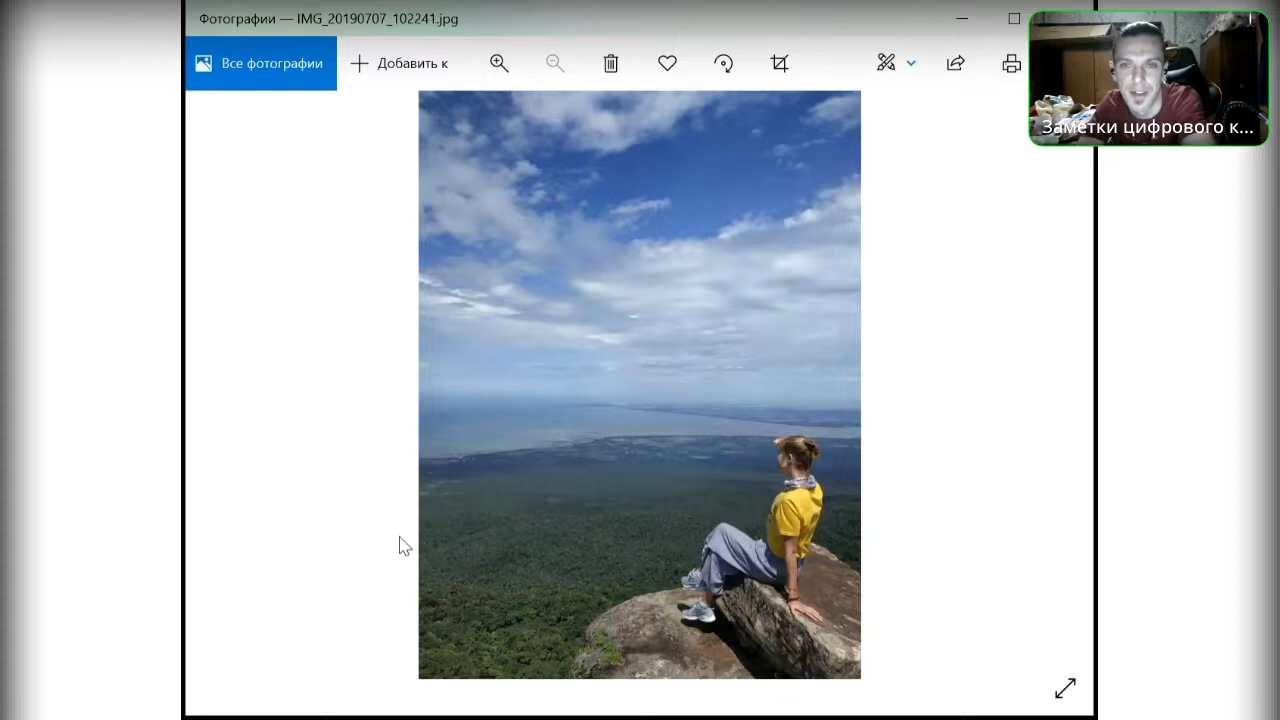 Фотографии — IMG_20190707_102241.jpg
Все фотографии
Добавить к
Заметки цифрового к...